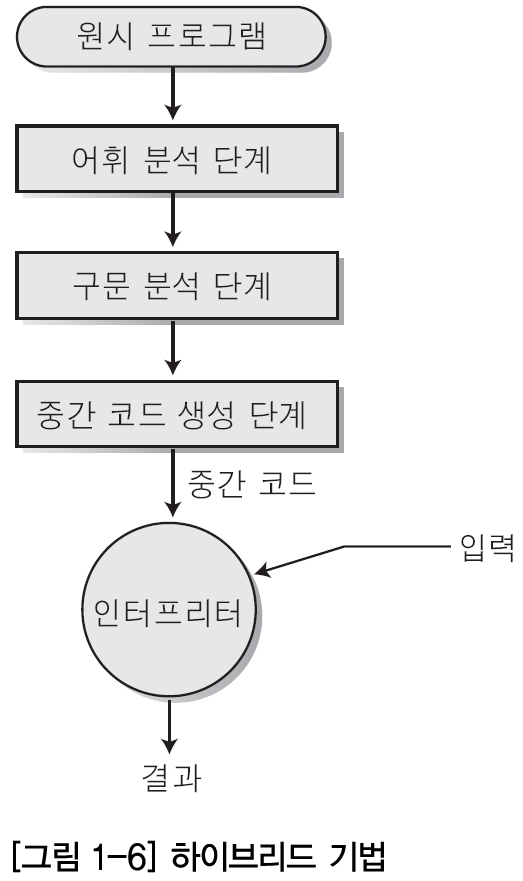 원시 프로그램
어휘 분석 단계
구문 분석 단계
중간 코드 생성 단계
중간 코드
입력
인터프리터
결과
[그림 1-6] 하이브리드 기법